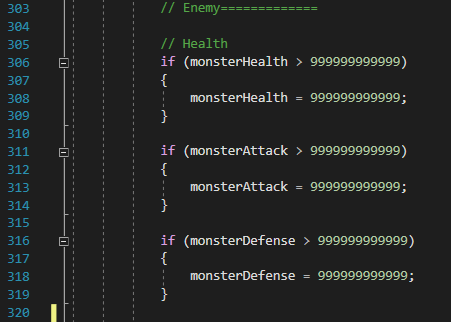 303 // Enemy=============
304
305 // Health
306 if (monsterHealth > 999999999999)
307 {
308 monsterHealth = 999999999999;
309 }
310
311 if (monsterAttack > 999999999999)
312 {
313 monsterAttack = 999999999999;
314 }
315
316 if (monsterDefense > 999999999999)
317 {
318 monsterDefense = 999999999999;
319 }
320